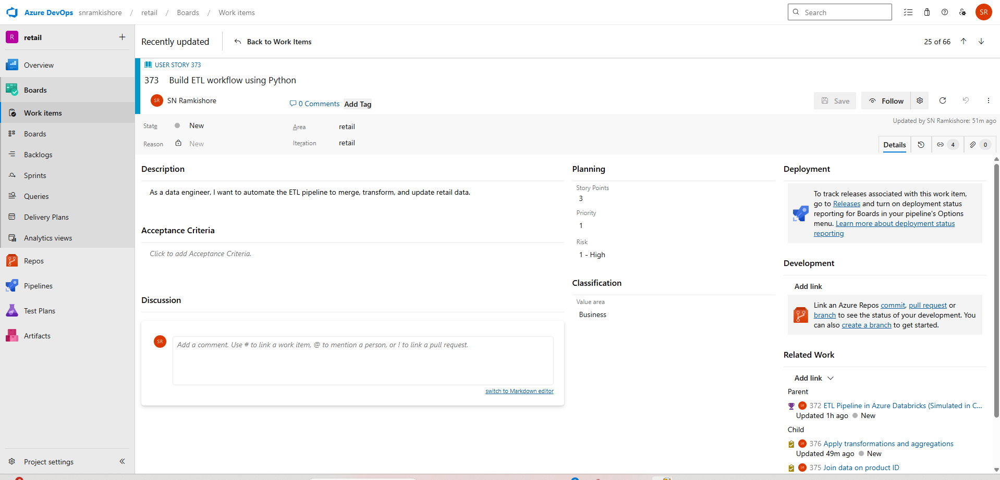 Azure DevOps snramkishore / retail / Boards / Work items
Search
SR
R retail
Recently updated
Back to Work Items
25 of 66
Overview
Boards
Work items
Boards
Backlogs
Sprints
Queries
Delivery Plans
Analytics views
Repos
Pipelines
Test Plans
Artifacts
Project settings
USER STORY 373
373 Build ETL workflow using Python
SR SN Ramkishore
0 Comments
Add Tag
Save
Follow
State
New
Area
retail
Updated by SN Ramkishore: 51m ago
Reason
New
Iteration
retail
Details
4
0
Description
As a data engineer, I want to automate the ETL pipeline to merge, transform, and update retail data.
Acceptance Criteria
Click to add Acceptance Criteria.
Discussion
SR
Add a comment. Use # to link a work item, @ to mention a person, or ! to link a pull request.
switch to Markdown editor
Planning
Story Points
3
Priority
1
Risk
1 - High
Classification
Value area
Business
Deployment
To track releases associated with this work item,
go to Releases and turn on deployment status
reporting for Boards in your pipeline's Options
menu. Learn more about deployment status
reporting
Development
Add link
Link an Azure Repos commit, pull request or
branch to see the status of your development. You
can also create a branch to get started.
Related Work
Add link
Parent
SR 372 ETL Pipeline in Azure Databricks (Simulated in C...
Updated 1h ago New
Child
SR 376 Apply transformations and aggregations
Updated 49m ago New
SR 375 Join data on product ID